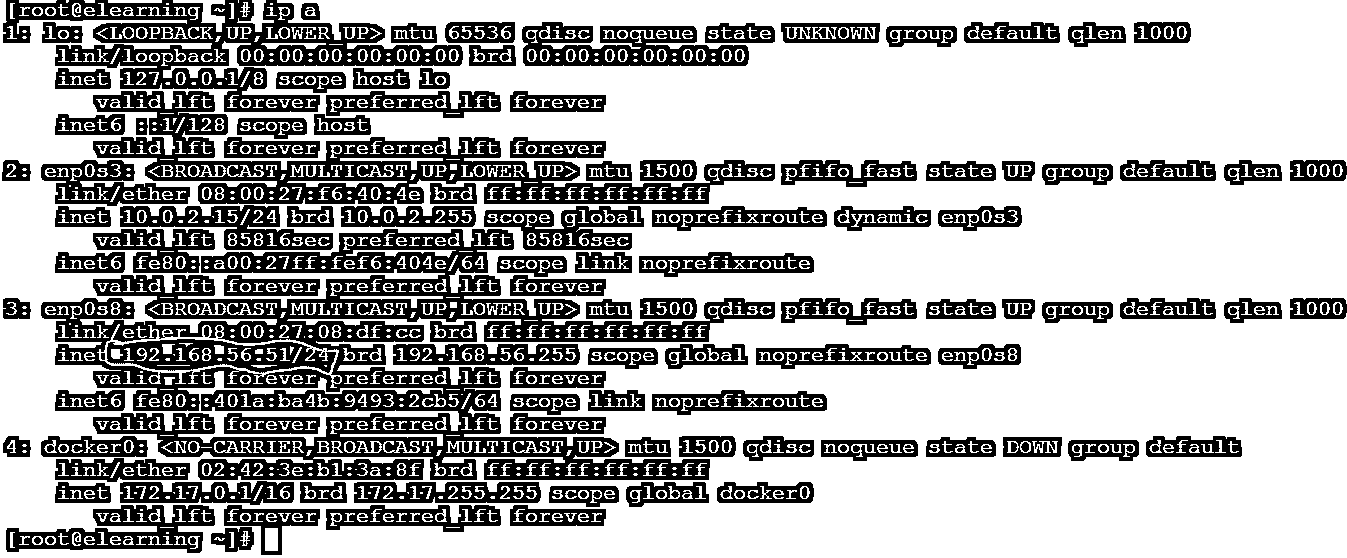 [root@elearning ~]# ip a
1: lo: <LOOPBACK,UP,LOWER_UP> mtu 65536 qdisc noqueue state UNKNOWN group default qlen 1000
link/loopback 00:00:00:00:00:00 brd 00:00:00:00:00:00
inet 127.0.0.1/8 scope host lo
valid_lft forever preferred_lft forever
inet6 ::1/128 scope host
valid_lft forever preferred_lft forever
2: enp0s3: <BROADCAST,MULTICAST,UP,LOWER_UP> mtu 1500 qdisc pfifo_fast state UP group default qlen 1000
link/ether 08:00:27:f6:40:4e brd ff:ff:ff:ff:ff:ff
inet 10.0.2.15/24 brd 10.0.2.255 scope global noprefixroute dynamic enp0s3
valid_lft 85816sec preferred_lft 85816sec
inet6 fe80::a00:27ff:fef6:404e/64 scope link noprefixroute
valid_lft forever preferred_lft forever
3: enp0s8: <BROADCAST,MULTICAST,UP,LOWER_UP> mtu 1500 qdisc pfifo_fast state UP group default qlen 1000
link/ether 08:00:27:08:df:cc brd ff:ff:ff:ff:ff:ff
inet 192.168.56.51/24 brd 192.168.56.255 scope global noprefixroute enp0s8
valid_lft forever preferred_lft forever
inet6 fe80::401a:ba4b:9493:2cb5/64 scope link noprefixroute
valid_lft forever preferred_lft forever
4: docker0: <NO-CARRIER,BROADCAST,MULTICAST,UP> mtu 1500 qdisc noqueue state DOWN group default
link/ether 02:42:3e:b1:3a:8f brd ff:ff:ff:ff:ff:ff
inet 172.17.0.1/16 brd 172.17.255.255 scope global docker0
valid_lft forever preferred_lft forever
[root@elearning ~]#